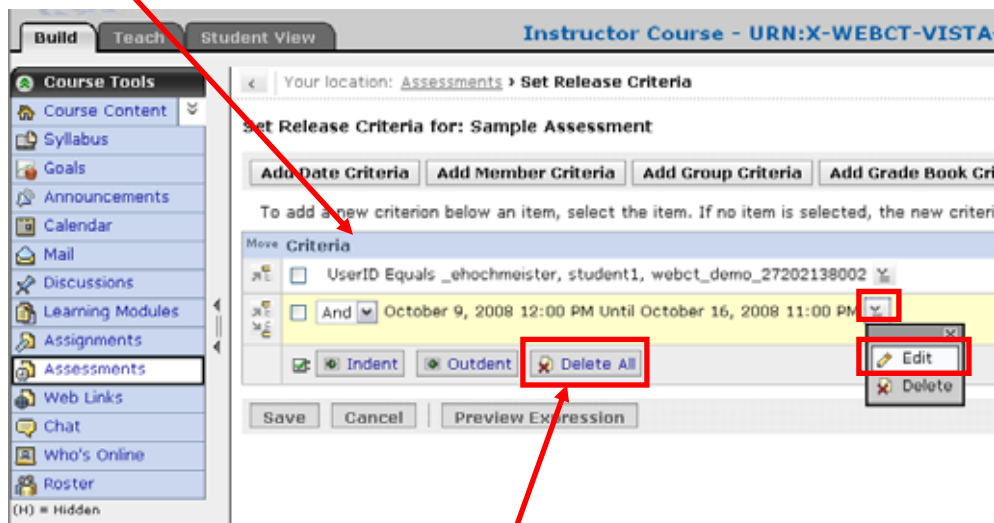 Build Teach Student View
Instructor Course - URN:X-WEBCT-VISTA-
Course Tools
Course Content
Syllabus
Goals
Announcements
Calendar
Mail
Discussions
Learning Modules
Assignments
Assessments
Web Links
Chat
Who's Online
Roster
(H) = Hidden
Your location: Assessments › Set Release Criteria
Set Release Criteria for: Sample Assessment
Add Date Criteria Add Member Criteria Add Group Criteria Add Grade Book Cri
To add a new criterion below an item, select the item. If no item is selected, the new criteri
Move Criteria
UserID Equals _ehochmeister, student1, webct_demo_27202138002
And October 9, 2008 12:00 PM Until October 16, 2008 11:00 PM
Edit
Delete
Indent Outdent Delete All
Save Cancel Preview Expression